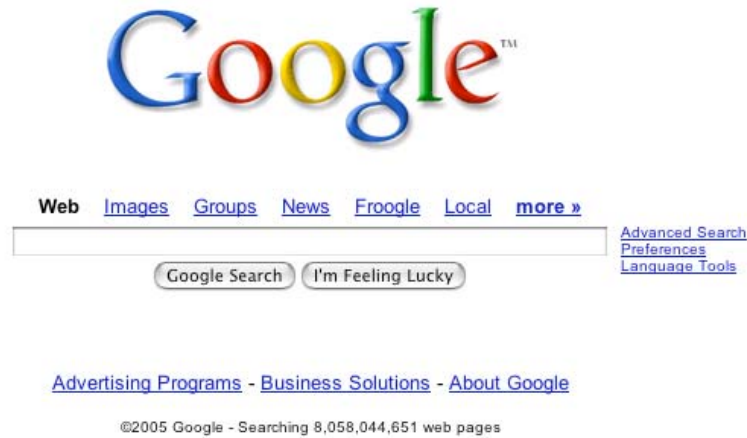 Google™
Web Images Groups News Froogle Local more »
Advanced Search
Preferences
Language Tools
Google Search I'm Feeling Lucky
Advertising Programs - Business Solutions - About Google
©2005 Google - Searching 8,058,044,651 web pages